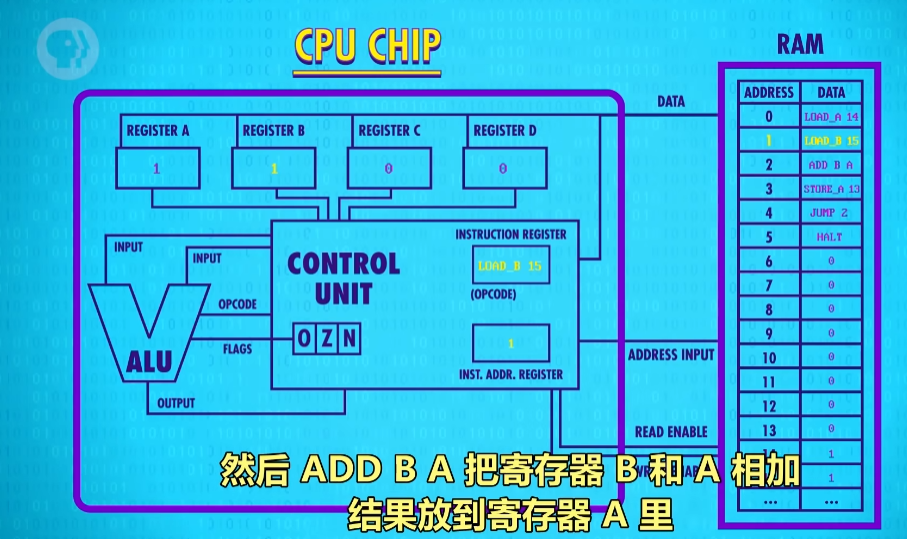 CPU CHIP
RAM
DATA
ADDRESS DATA
0 LOAD_A 14
1 LOAD_B 15
2 ADD B A
3 STORE_A 13
4 JUMP 2
5 HALT
6 0
7 0
8 0
9 0
10 0
11 0
12 0
13 0
1
1
... ...
REGISTER A
REGISTER B
REGISTER C
REGISTER D
1
1
0
0
INPUT
INPUT
CONTROL
UNIT
INSTRUCTION REGISTER
LOAD_B 15
(OPCODE)
OPCODE
FLAGS
O Z N
1
INST. ADDR. REGISTER
ALU
OUTPUT
ADDRESS INPUT
READ ENABLE
然后 ADD B A 把寄存器 B 和 A 相加
结果放到寄存器 A 里